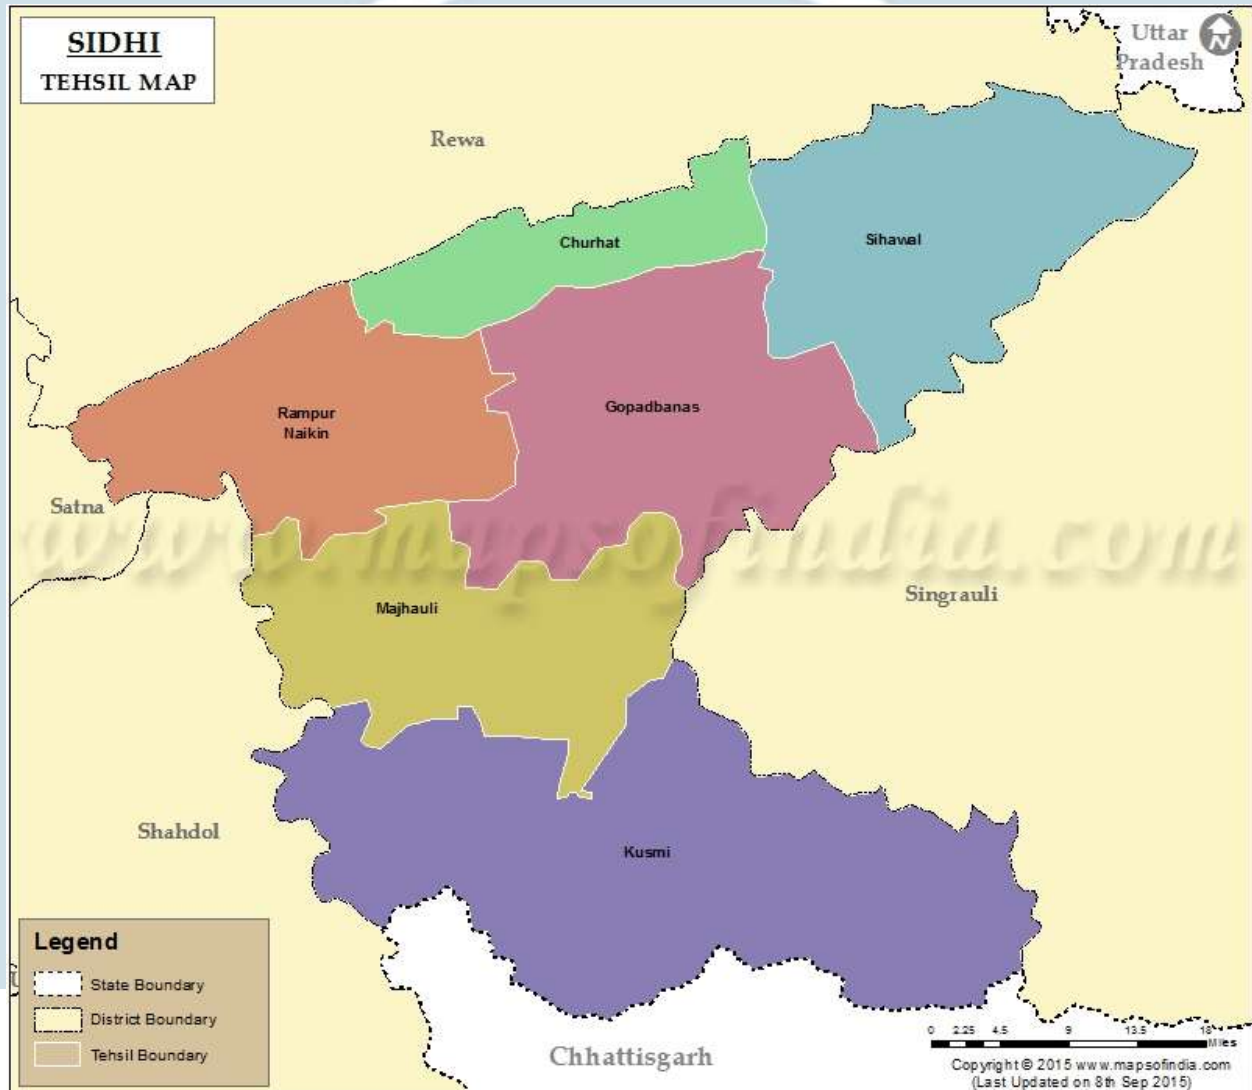 SIDHI
TEHSIL MAP
Uttar
Pradesh
N
Rewa
Churhat
Sihawal
Rampur
Naikin
Gopadbanas
Satna
www.mapsofindia.com
Singrauli
Majhauli
Shahdol
Kusmi
Legend
State Boundary
District Boundary
Tehsil Boundary
Chhattisgarh
0 2.25 4.5 9 13.5 18
Miles
Copyright © 2015 www.mapsofindia.com
(Last Updated on 8th Sep 2015)